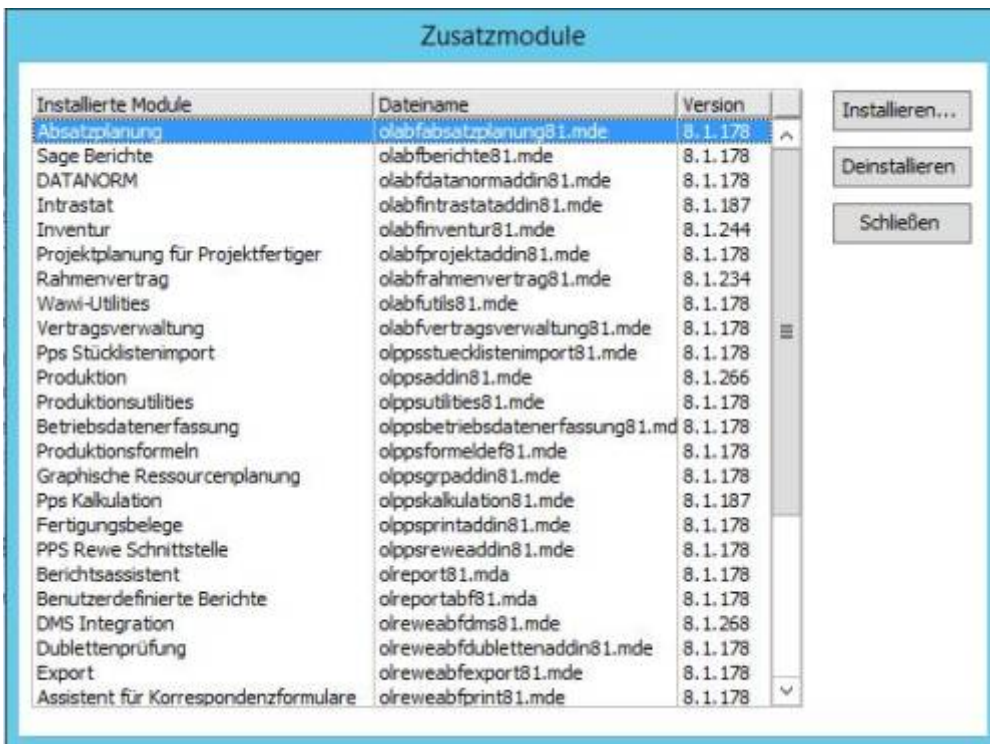 Zusatzmodule
Installierte Module Dateiname Version
Absatzplanung olabfabsatzplanung81.mde 8.1.178
Sage Berichte olabfberichte81.mde 8.1.178
DATANORM olabfdatanormaddin81.mde 8.1.178
Intrastat olabfintrastataddin81.mde 8.1.187
Inventur olabfinventur81.mde 8.1.244
Projektplanung für Projektfertiger olabfprojektaddin81.mde 8.1.178
Rahmenvertrag olabfrahmenvertrag81.mde 8.1.234
Wawi-Utilities olabfutils81.mde 8.1.178
Vertragsverwaltung olabfvertragsverwaltung81.mde 8.1.178
Pps Stücklistenimport olppsstuecklistenimport81.mde 8.1.178
Produktion olppsaddin81.mde 8.1.266
Produktionsutilities olppsutilities81.mde 8.1.178
Betriebsdatenerfassung olppsbetriebsdatenerfassung81.md 8.1.178
Produktionsformeln olppsformeldef81.mde 8.1.178
Graphische Ressourcenplanung olppsgrpaddin81.mde 8.1.178
Pps Kalkulation olppskalkulation81.mde 8.1.187
Fertigungsbelege olppsprintaddin81.mde 8.1.178
PPS Rewe Schnittstelle olppsreweaddin81.mde 8.1.178
Berichtsassistent olreport81.mda 8.1.178
Benutzerdefinierte Berichte olreportabf81.mda 8.1.178
DMS Integration olreweabfdms81.mde 8.1.268
Dublettenprüfung olreweabfdublettenaddin81.mde 8.1.178
Export olreweabfexport81.mde 8.1.178
Assistent für Korrespondenzformulare olreweabfprint81.mde 8.1.178
Installieren...
Deinstallieren
Schließen